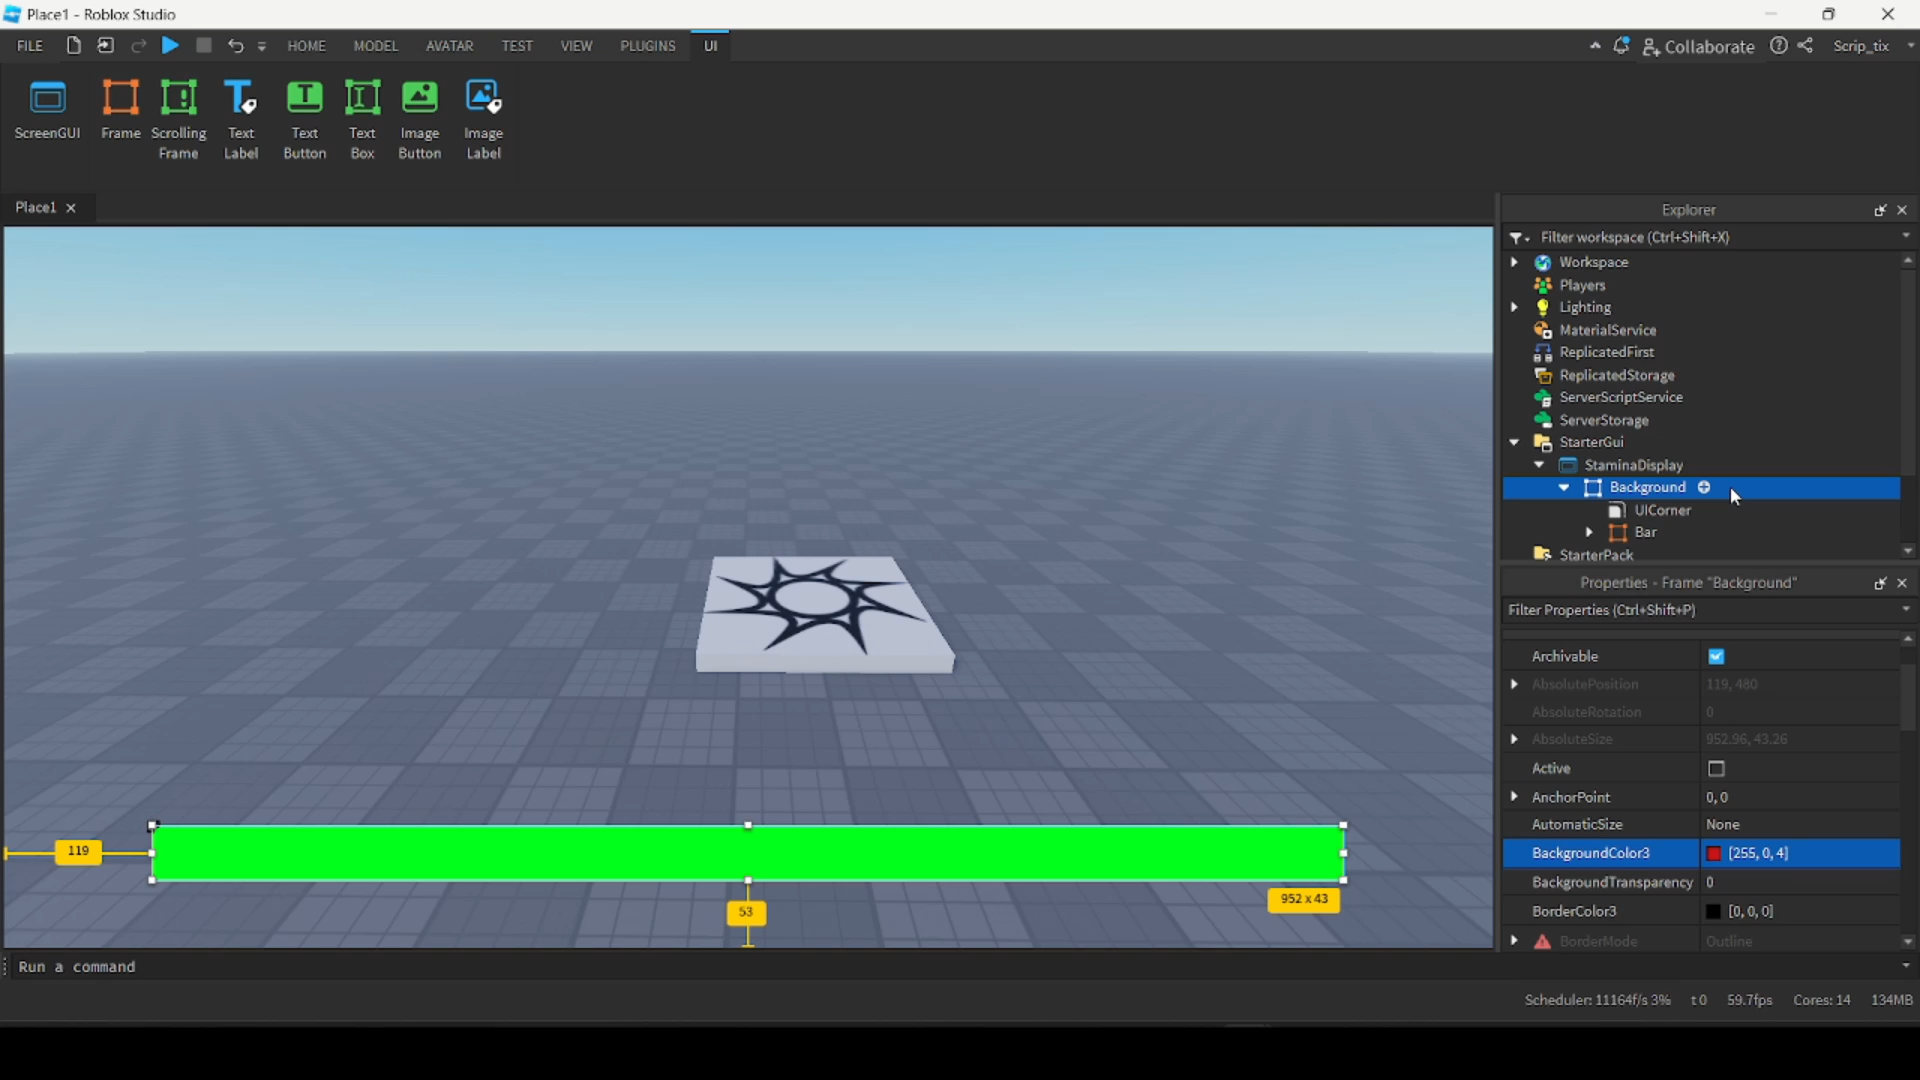 Place1 - Roblox Studio
FILE HOME MODEL AVATAR TEST VIEW PLUGINS UI Collaborate Scrip_tix
ScreenGUI Frame Scrolling Frame Text Label Text Button Text Box Image Button Image Label
Place1
Explorer
Filter workspace (Ctrl+Shift+X)
Workspace
Players
Lighting
MaterialService
ReplicatedFirst
ReplicatedStorage
ServerScriptService
ServerStorage
StarterGui
StaminaDisplay
Background
UICorner
Bar
StarterPack
Properties - Frame "Background"
Filter Properties (Ctrl+Shift+P)
Archivable
AbsolutePosition 119, 480
AbsoluteRotation 0
AbsoluteSize 952.96, 43.26
Active
AnchorPoint 0, 0
AutomaticSize None
BackgroundColor3 [255, 0, 4]
BackgroundTransparency 0
BorderColor3 [0, 0, 0]
BorderMode Outline
119
53
952 x 43
Run a command
Scheduler: 11164f/s 3% t 0 59.7fps Cores: 14 134MB